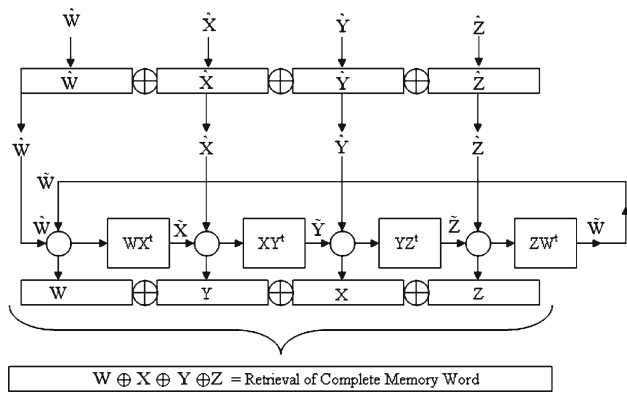 Ŵ X̂ Ŷ Ẑ
Ŵ ⊕ X̂ ⊕ Ŷ ⊕ Ẑ
Ŵ X̂ Ŷ Ẑ
W̃
Ŵ WXᵗ X̃ XYᵗ Ỹ YZᵗ Z̃ ZWᵗ W̃
W ⊕ Y ⊕ X ⊕ Z
W ⊕ X ⊕ Y ⊕Z = Retrieval of Complete Memory Word